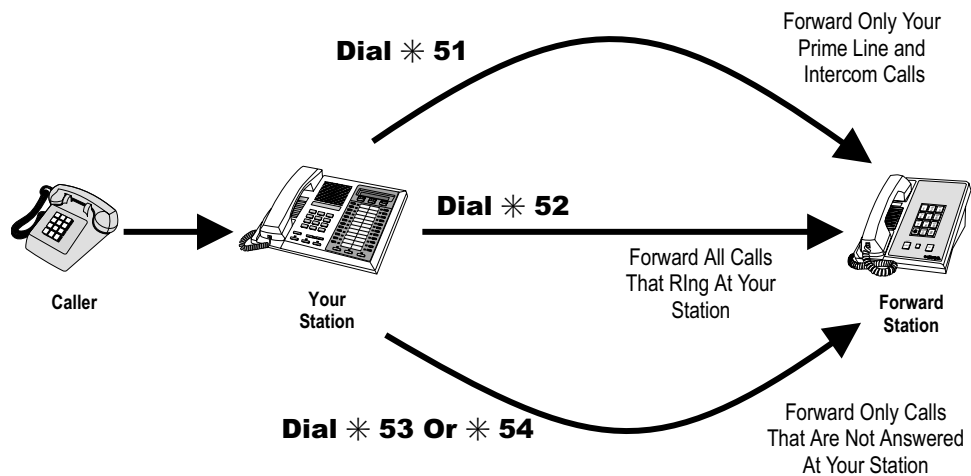 Dial ✳ 51
Forward Only Your
Prime Line and
Intercom Calls
Dial ✳ 52
Forward All Calls
That RIng At Your
Station
Caller
Your
Station
Forward
Station
Dial ✳ 53 Or ✳ 54
Forward Only Calls
That Are Not Answered
At Your Station